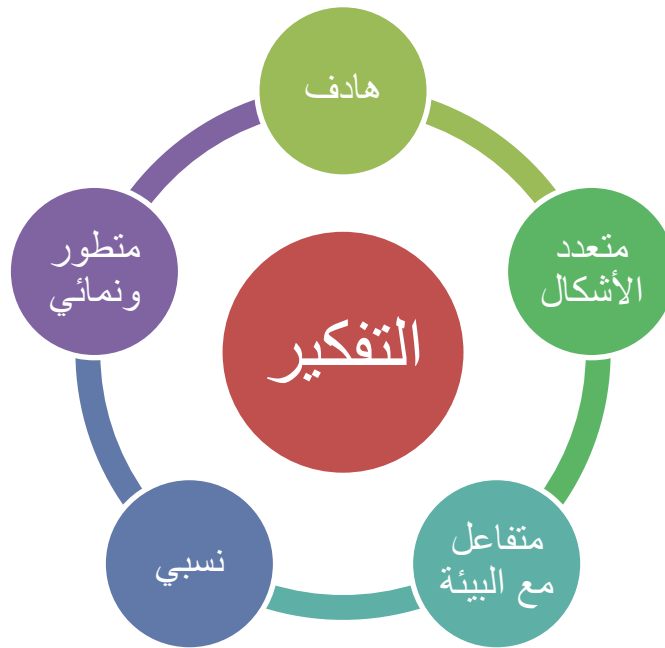 هادف
متعدد
الأشكال
متفاعل
مع البيئة
نسبي
متطور
ونمائي
التفكير